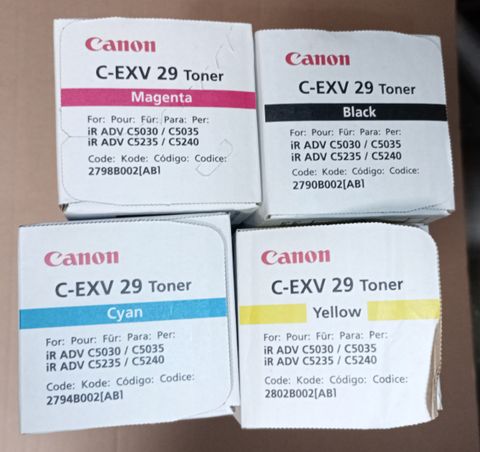 Canon
C-EXV 29 Toner
Magenta
For: Pour: Für: Para: Per:
iR ADV C5030 / C5035
iR ADV C5235 / C5240
Code: Kode: Código: Codice:
2798B002[AB]
Canon
C-EXV 29 Toner
Black
For: Pour: Für: Para: Per:
iR ADV C5030 / C5035
iR ADV C5235 / C5240
Code: Kode: Código: Codice:
2790B002[AB]
Canon
C-EXV 29 Toner
Cyan
For: Pour: Für: Para: Per:
iR ADV C5030 / C5035
iR ADV C5235 / C5240
Code: Kode: Código: Codice:
2794B002[AB]
Canon
C-EXV 29 Toner
Yellow
For: Pour: Für: Para: Per:
iR ADV C5030 / C5035
iR ADV C5235 / C5240
Code: Kode: Código: Codice:
2802B002[AB]